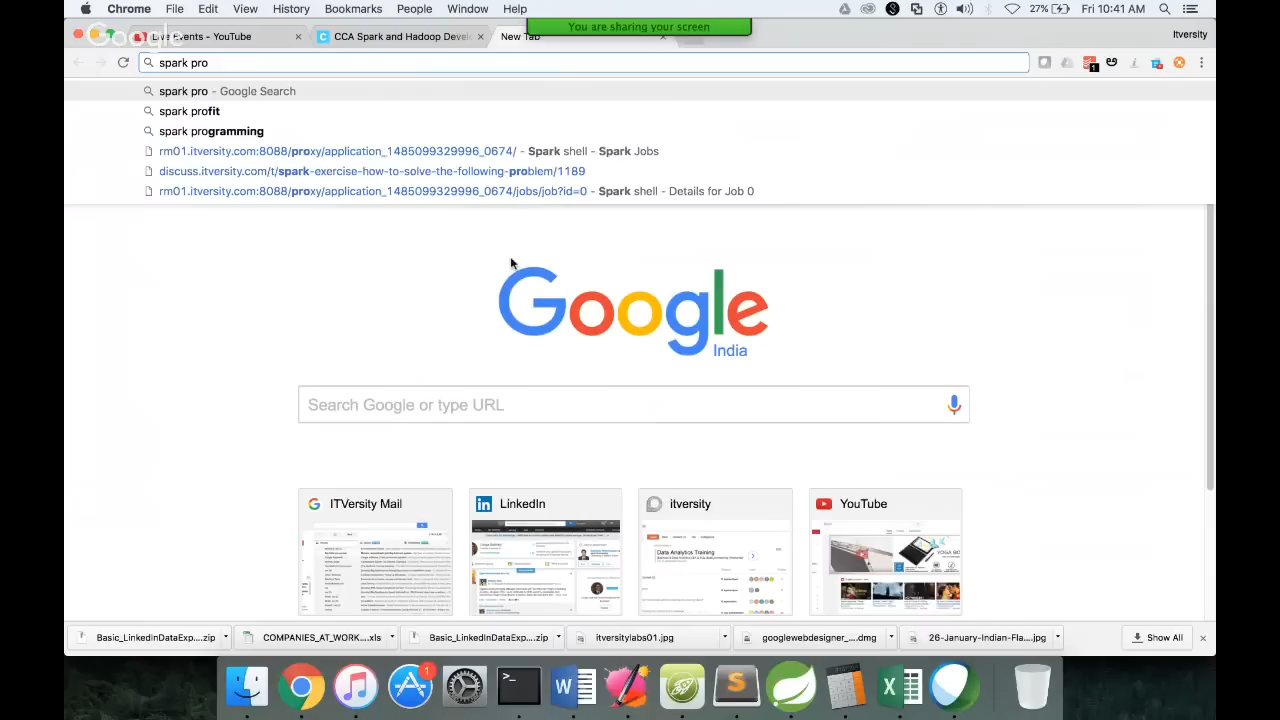 Chrome File Edit View History Bookmarks People Window Help
27% Fri 10:41 AM
You are sharing your screen
Google
Live Events - YouTube
CCA Spark and Hadoop Devel
New Tab
Itversity
spark pro
1
spark pro - Google Search
spark profit
spark programming
rm01.itversity.com:8088/proxy/application_1485099329996_0674/ - Spark shell - Spark Jobs
discuss.itversity.com/t/spark-exercise-how-to-solve-the-following-problem/1189
rm01.itversity.com:8088/proxy/application_1485099329996_0674/jobs/job?id=0 - Spark shell - Details for Job 0
Google
India
Search Google or type URL
ITVersity Mail
LinkedIn
itversity
YouTube
Data Analytics Training
Basic_LinkedInDataExp....zip
COMPANIES_AT_WORK....xls
Basic_LinkedInDataExp....zip
itversitylabs01.jpg
googlewebdesigner_....dmg
26-January-Indian-Fla....jpg
Show All
1